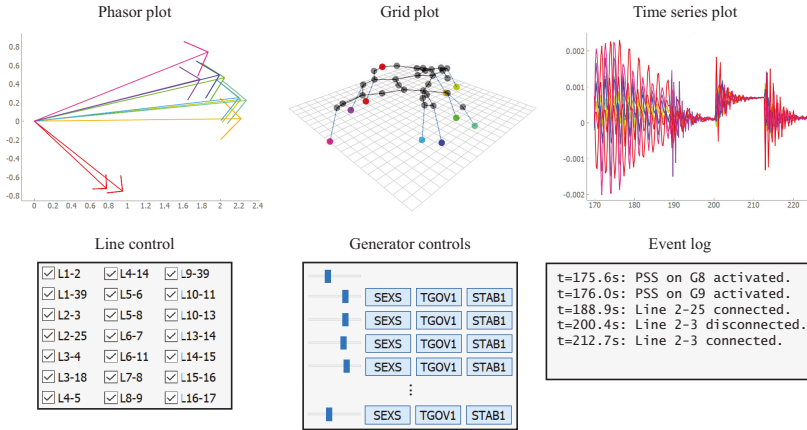 Phasor plot
Grid plot
Time series plot
0.8
0.6
0.4
0.2
0
-0.2
-0.4
-0.6
-0.8
0 0.2 0.4 0.6 0.8 1 1.2 1.4 1.6 1.8 2 2.2 2.4
0.002
0.001
0
-0.001
-0.002
170 180 190 200 210 220
Line control
Generator controls
Event log
L1-2 L4-14 L9-39
L1-39 L5-6 L10-11
L2-3 L5-8 L10-13
L2-25 L6-7 L13-14
L3-4 L6-11 L14-15
L3-18 L7-8 L15-16
L4-5 L8-9 L16-17
SEXS TGOV1 STAB1
SEXS TGOV1 STAB1
SEXS TGOV1 STAB1
SEXS TGOV1 STAB1
⋮
SEXS TGOV1 STAB1
t=175.6s: PSS on G8 activated.
t=176.0s: PSS on G9 activated.
t=188.9s: Line 2-25 connected.
t=200.4s: Line 2-3 disconnected.
t=212.7s: Line 2-3 connected.